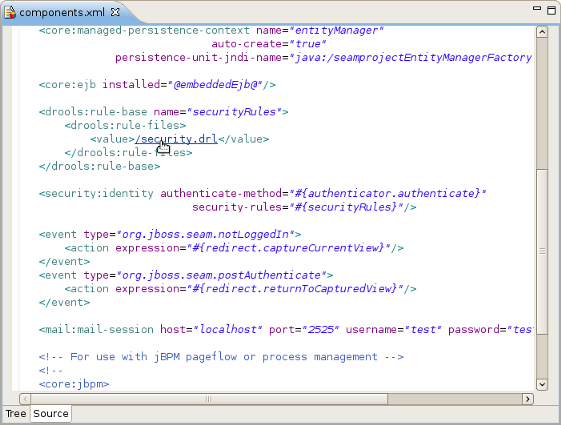 components.xml
<core:managed-persistence-context name="entityManager"
auto-create="true"
persistence-unit-jndi-name="java:/seamprojectEntityManagerFactory
<core:ejb installed="@embeddedEjb@"/>
<drools:rule-base name="securityRules">
<drools:rule-files>
<value>/security.drl</value>
</drools:rule-files>
</drools:rule-base>
<security:identity authenticate-method="#{authenticator.authenticate}"
security-rules="#{securityRules}"/>
<event type="org.jboss.seam.notLoggedIn">
<action expression="#{redirect.captureCurrentView}"/>
</event>
<event type="org.jboss.seam.postAuthenticate">
<action expression="#{redirect.returnToCapturedView}"/>
</event>
<mail:mail-session host="localhost" port="2525" username="test" password="tes
<!-- For use with jBPM pageflow or process management -->
<!--
<core:jbpm>
Tree Source